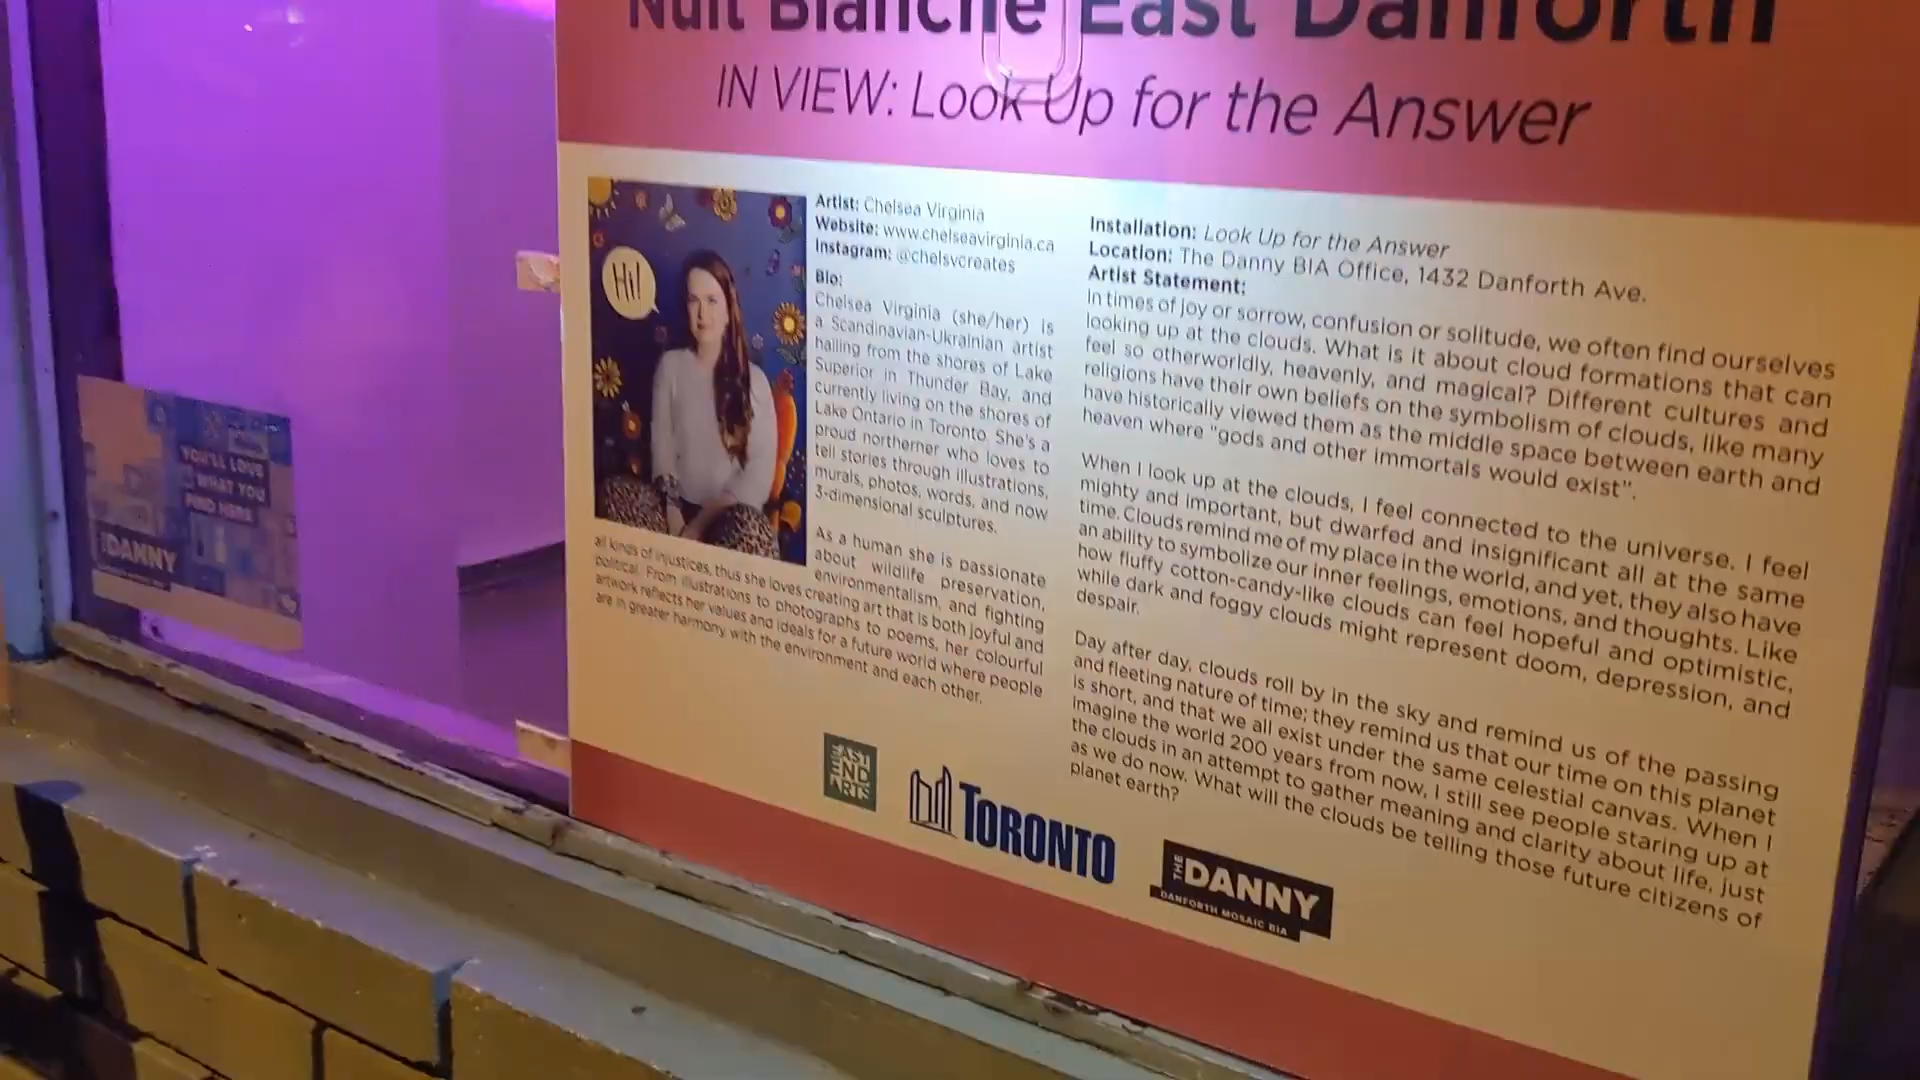 Nuit Blanche East Danforth
IN VIEW: Look Up for the Answer
Hi!
Artist: Chelsea Virginia
Website: www.chelseavirginia.ca
Instagram: @chelsvcreates
Bio:
Chelsea Virginia (she/her) is
a Scandinavian-Ukrainian artist
hailing from the shores of Lake
Superior in Thunder Bay, and
currently living on the shores of
Lake Ontario in Toronto. She's a
proud northerner who loves to
tell stories through illustrations,
murals, photos, words, and now
3-dimensional sculptures.
As a human she is passionate
about wildlife preservation,
environmentalism, and fighting
all kinds of injustices, thus she loves creating art that is both joyful and
political. From illustrations to photographs to poems, her colourful
artwork reflects her values and ideals for a future world where people
are in greater harmony with the environment and each other.
Installation: Look Up for the Answer
Location: The Danny BIA Office, 1432 Danforth Ave.
Artist Statement:
In times of joy or sorrow, confusion or solitude, we often find ourselves
looking up at the clouds. What is it about cloud formations that can
feel so otherworldly, heavenly, and magical? Different cultures and
religions have their own beliefs on the symbolism of clouds, like many
have historically viewed them as the middle space between earth and
heaven where "gods and other immortals would exist".
When I look up at the clouds, I feel connected to the universe. I feel
mighty and important, but dwarfed and insignificant all at the same
time. Clouds remind me of my place in the world, and yet, they also have
an ability to symbolize our inner feelings, emotions, and thoughts. Like
how fluffy cotton-candy-like clouds can feel hopeful and optimistic,
while dark and foggy clouds might represent doom, depression, and
despair.
Day after day, clouds roll by in the sky and remind us of the passing
and fleeting nature of time; they remind us that our time on this planet
is short, and that we all exist under the same celestial canvas. When I
imagine the world 200 years from now, I still see people staring up at
the clouds in an attempt to gather meaning and clarity about life, just
as we do now. What will the clouds be telling those future citizens of
planet earth?
EAST
END
ARTS
TORONTO
THE DANNY
DANFORTH MOSAIC BIA
YOU'LL LOVE
WHAT YOU
FIND HERE
DANNY